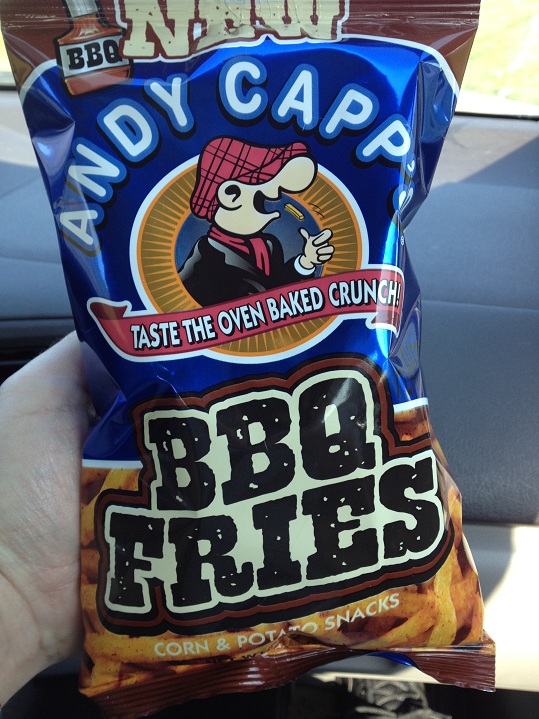 NEW
BBQ
ANDY CAPP'S
TASTE THE OVEN BAKED CRUNCH!
BBQ
FRIES
CORN & POTATO SNACKS